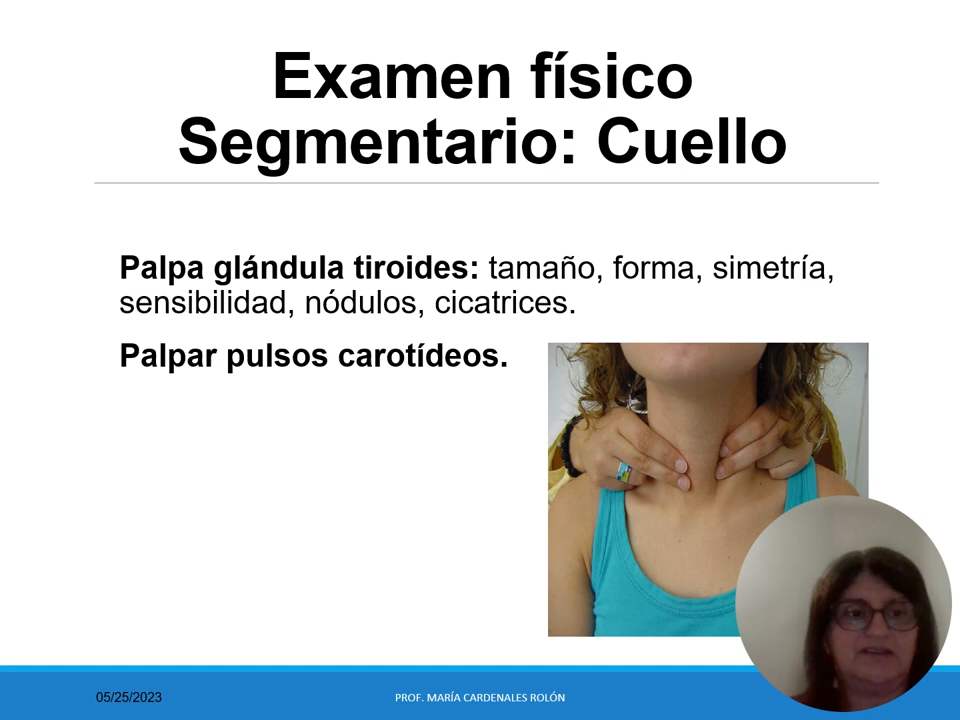 Examen físico
Segmentario: Cuello
Palpa glándula tiroides: tamaño, forma, simetría,
sensibilidad, nódulos, cicatrices.
Palpar pulsos carotídeos.
05/25/2023
PROF. MARÍA CARDENALES ROLÓN